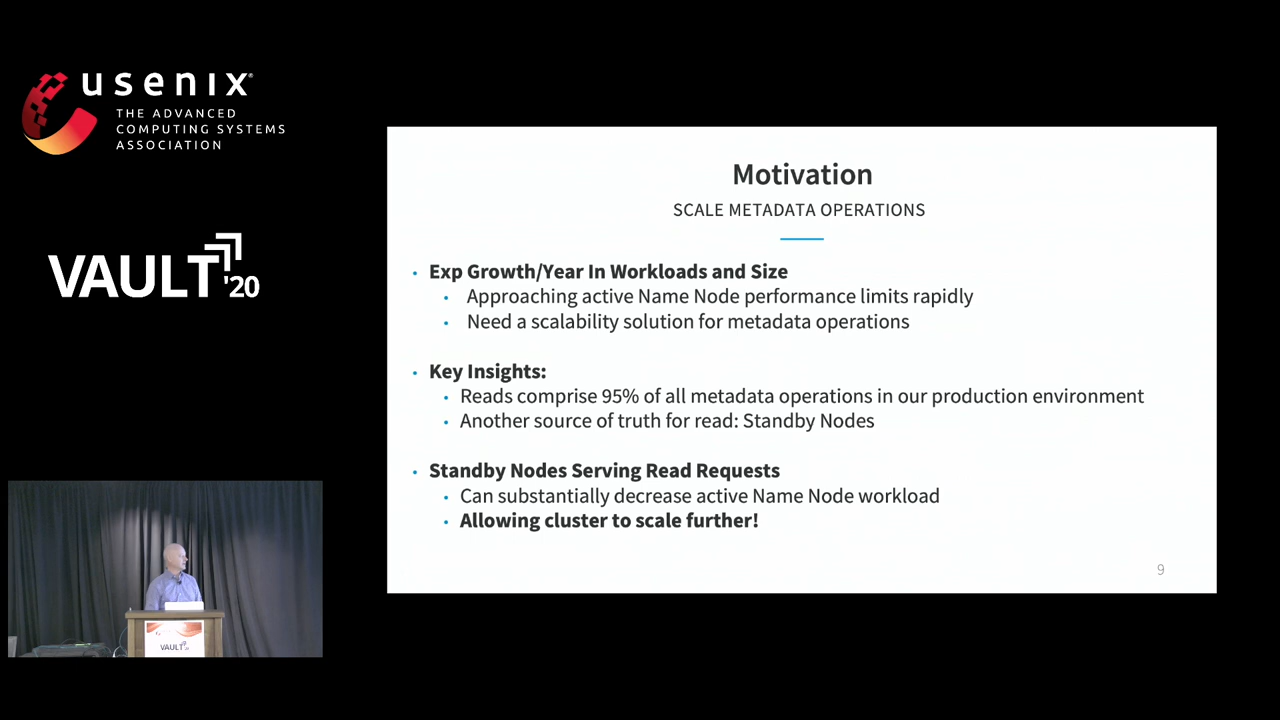 usenix®
THE ADVANCED
COMPUTING SYSTEMS
ASSOCIATION
VAULT '20
Motivation
SCALE METADATA OPERATIONS
• Exp Growth/Year In Workloads and Size
• Approaching active Name Node performance limits rapidly
• Need a scalability solution for metadata operations
• Key Insights:
• Reads comprise 95% of all metadata operations in our production environment
• Another source of truth for read: Standby Nodes
• Standby Nodes Serving Read Requests
• Can substantially decrease active Name Node workload
• Allowing cluster to scale further!
9
VAULT '20